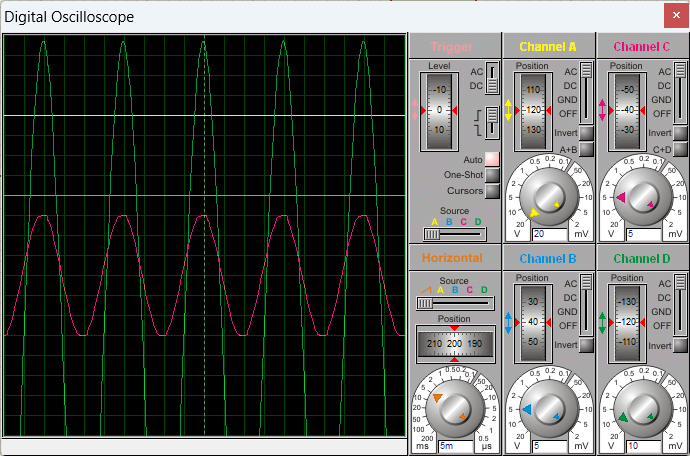 Digital Oscilloscope
Trigger
Level
-10
0
10
AC
DC
Auto
One-Shot
Cursors
Source
A B C D
Channel A
Position
110
120
130
AC
DC
GND
OFF
Invert
A+B
20 10 5 2 1 0.5 0.2 0.1 50 20 10 5 2
V 20 mV
Channel C
Position
-50
-40
-30
AC
DC
GND
OFF
Invert
C+D
20 10 5 2 1 0.5 0.2 0.1 50 20 10 5 2
V 5 mV
Horizontal
Source
A B C D
Position
210 200 190
200 100 50 20 10 5 2 1 0.5 0.2 0.1 50 20 10 5 2 1 0.5
ms 5m µs
Channel B
Position
30
40
50
AC
DC
GND
OFF
Invert
20 10 5 2 1 0.5 0.2 0.1 50 20 10 5 2
V 5 mV
Channel D
Position
-130
-120
-110
AC
DC
GND
OFF
Invert
20 10 5 2 1 0.5 0.2 0.1 50 20 10 5 2
V 10 mV